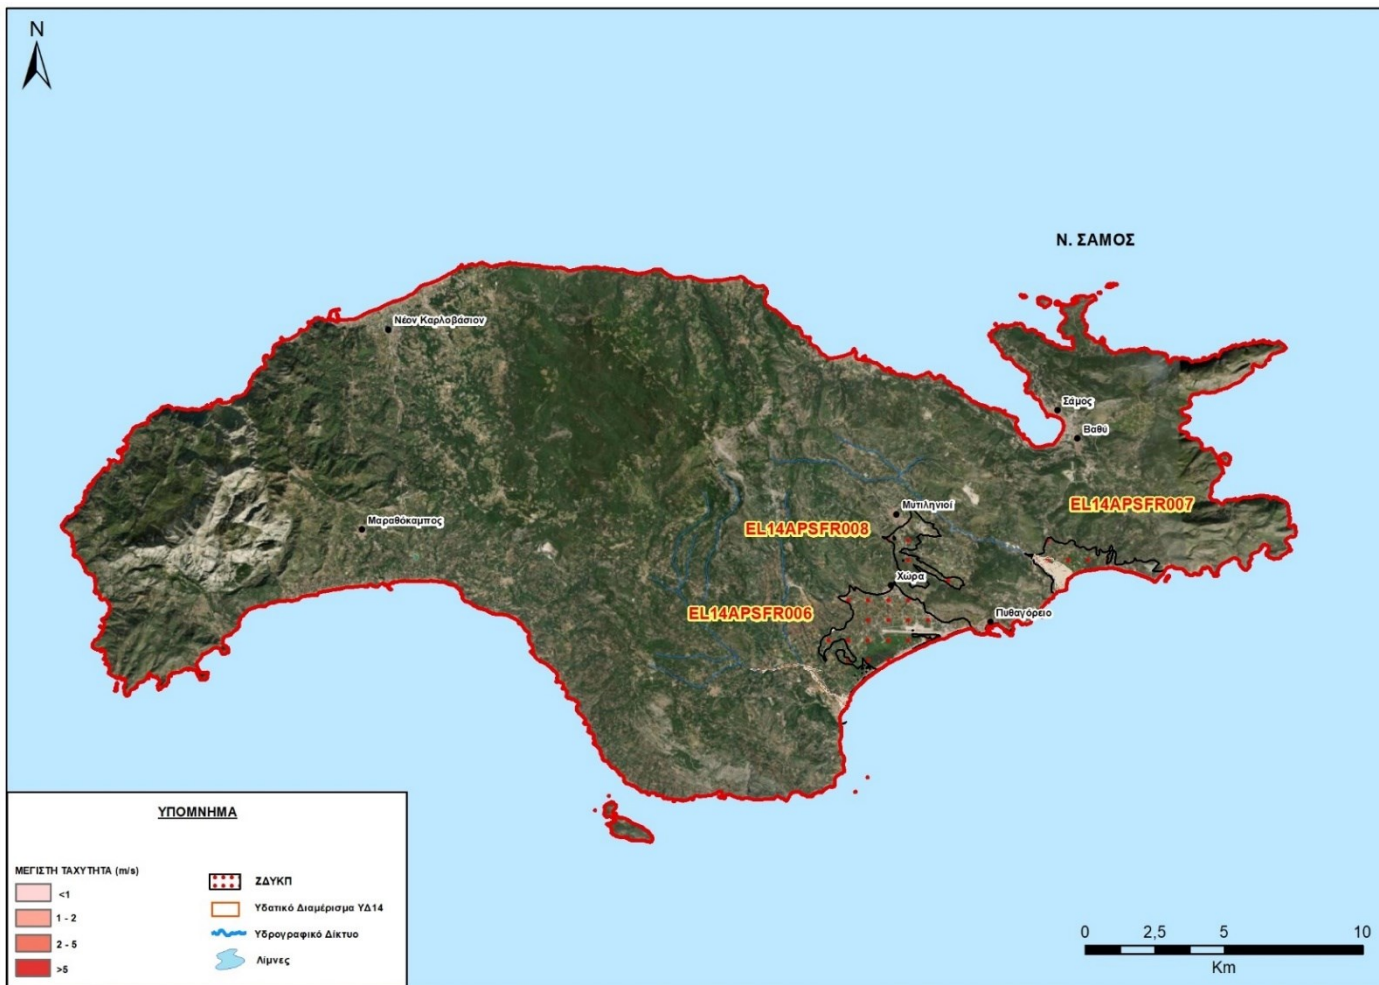 N
Ν. ΣΑΜΟΣ
Νέον Καρλοβάσιον
Σάμος
Βαθύ
Μυτιληνιοί
EL14APSFR007
Μαραθόκαμπος
EL14APSFR008
Χώρα
EL14APSFR006
Πυθαγόρειο
ΥΠΟΜΝΗΜΑ
ΜΕΓΙΣΤΗ ΤΑΧΥΤΗΤΑ (m/s)
<1
1 - 2
2 - 5
>5
ΖΔΥΚΠ
Υδατικό Διαμέρισμα ΥΔ14
Υδρογραφικό Δίκτυο
Λίμνες
0 2,5 5 10
Km